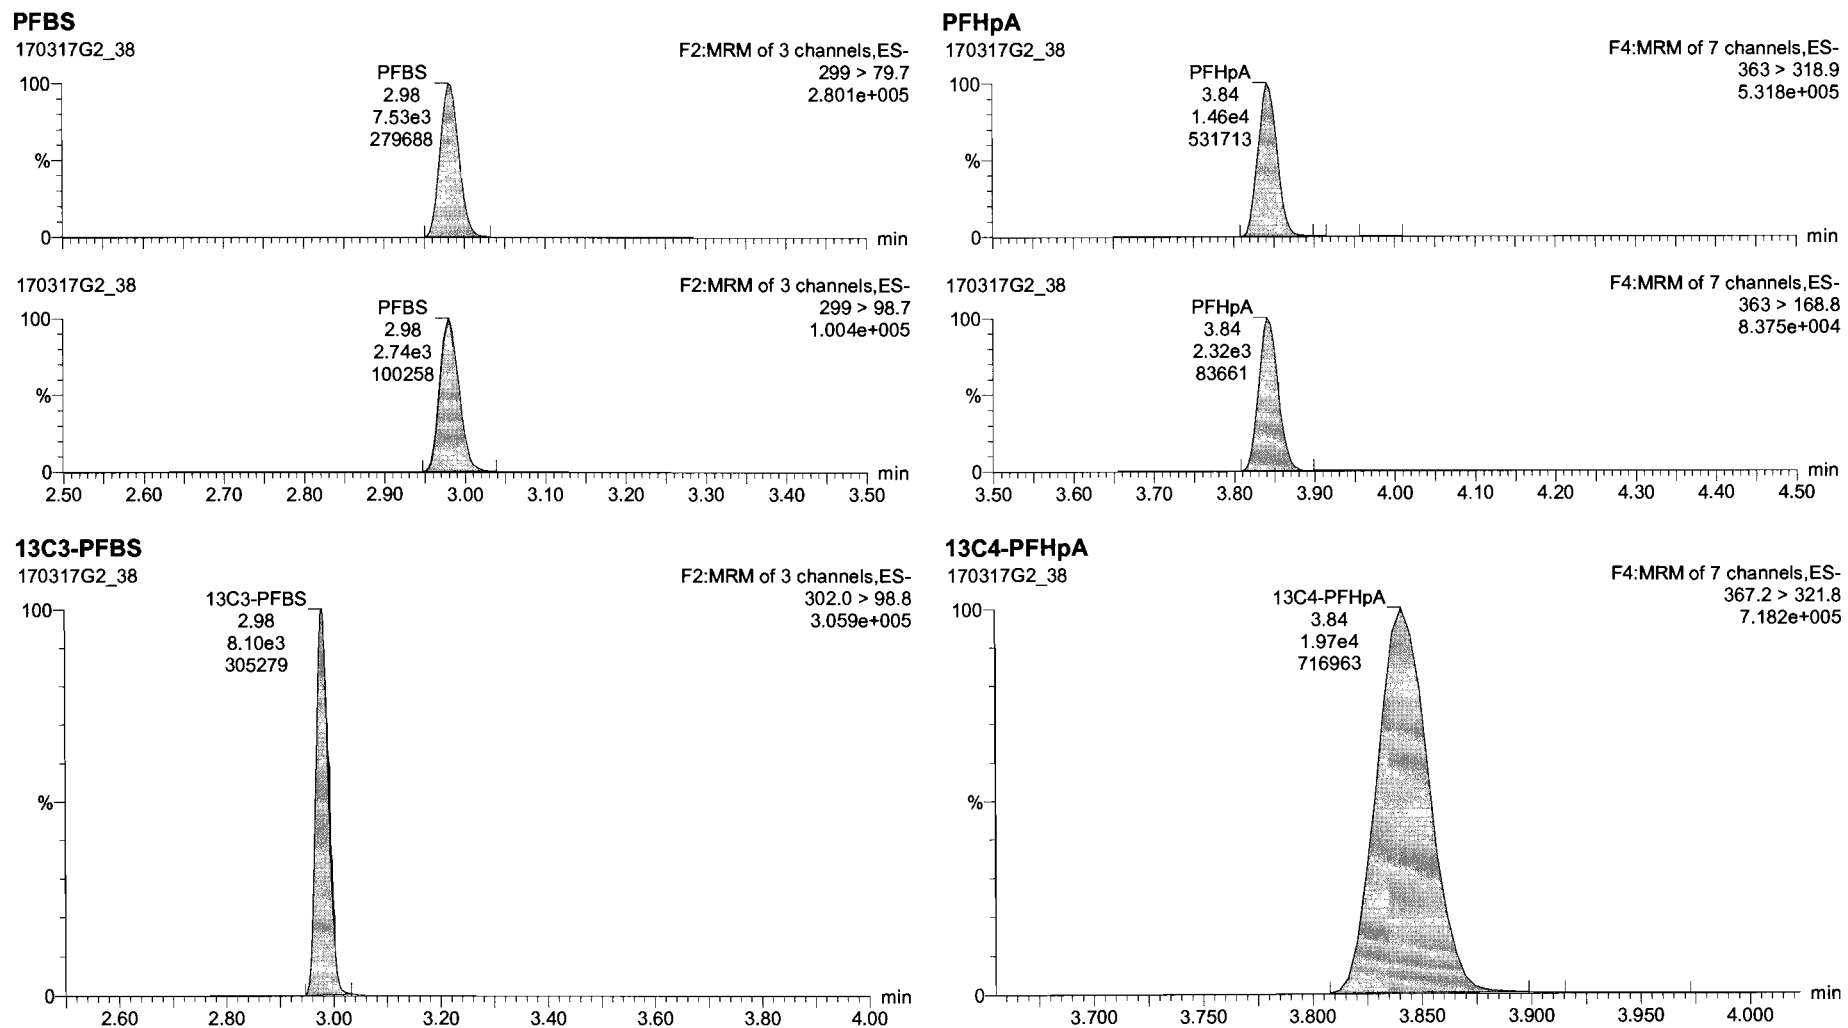 PFBS
170317G2_38
F2:MRM of 3 channels,ES-
299 > 79.7
2.801e+005
PFBS
2.98
7.53e3
279688
100
%
0
min
170317G2_38
F2:MRM of 3 channels,ES-
299 > 98.7
1.004e+005
PFBS
2.98
2.74e3
100258
100
%
0
min
2.50 2.60 2.70 2.80 2.90 3.00 3.10 3.20 3.30 3.40 3.50
13C3-PFBS
170317G2_38
F2:MRM of 3 channels,ES-
302.0 > 98.8
3.059e+005
13C3-PFBS
2.98
8.10e3
305279
100
%
0
min
2.60 2.80 3.00 3.20 3.40 3.60 3.80 4.00
PFHpA
170317G2_38
F4:MRM of 7 channels,ES-
363 > 318.9
5.318e+005
PFHpA
3.84
1.46e4
531713
100
%
0
min
170317G2_38
F4:MRM of 7 channels,ES-
363 > 168.8
8.375e+004
PFHpA
3.84
2.32e3
83661
100
%
0
min
3.50 3.60 3.70 3.80 3.90 4.00 4.10 4.20 4.30 4.40 4.50
13C4-PFHpA
170317G2_38
F4:MRM of 7 channels,ES-
367.2 > 321.8
7.182e+005
13C4-PFHpA
3.84
1.97e4
716963
100
%
0
min
3.700 3.750 3.800 3.850 3.900 3.950 4.000